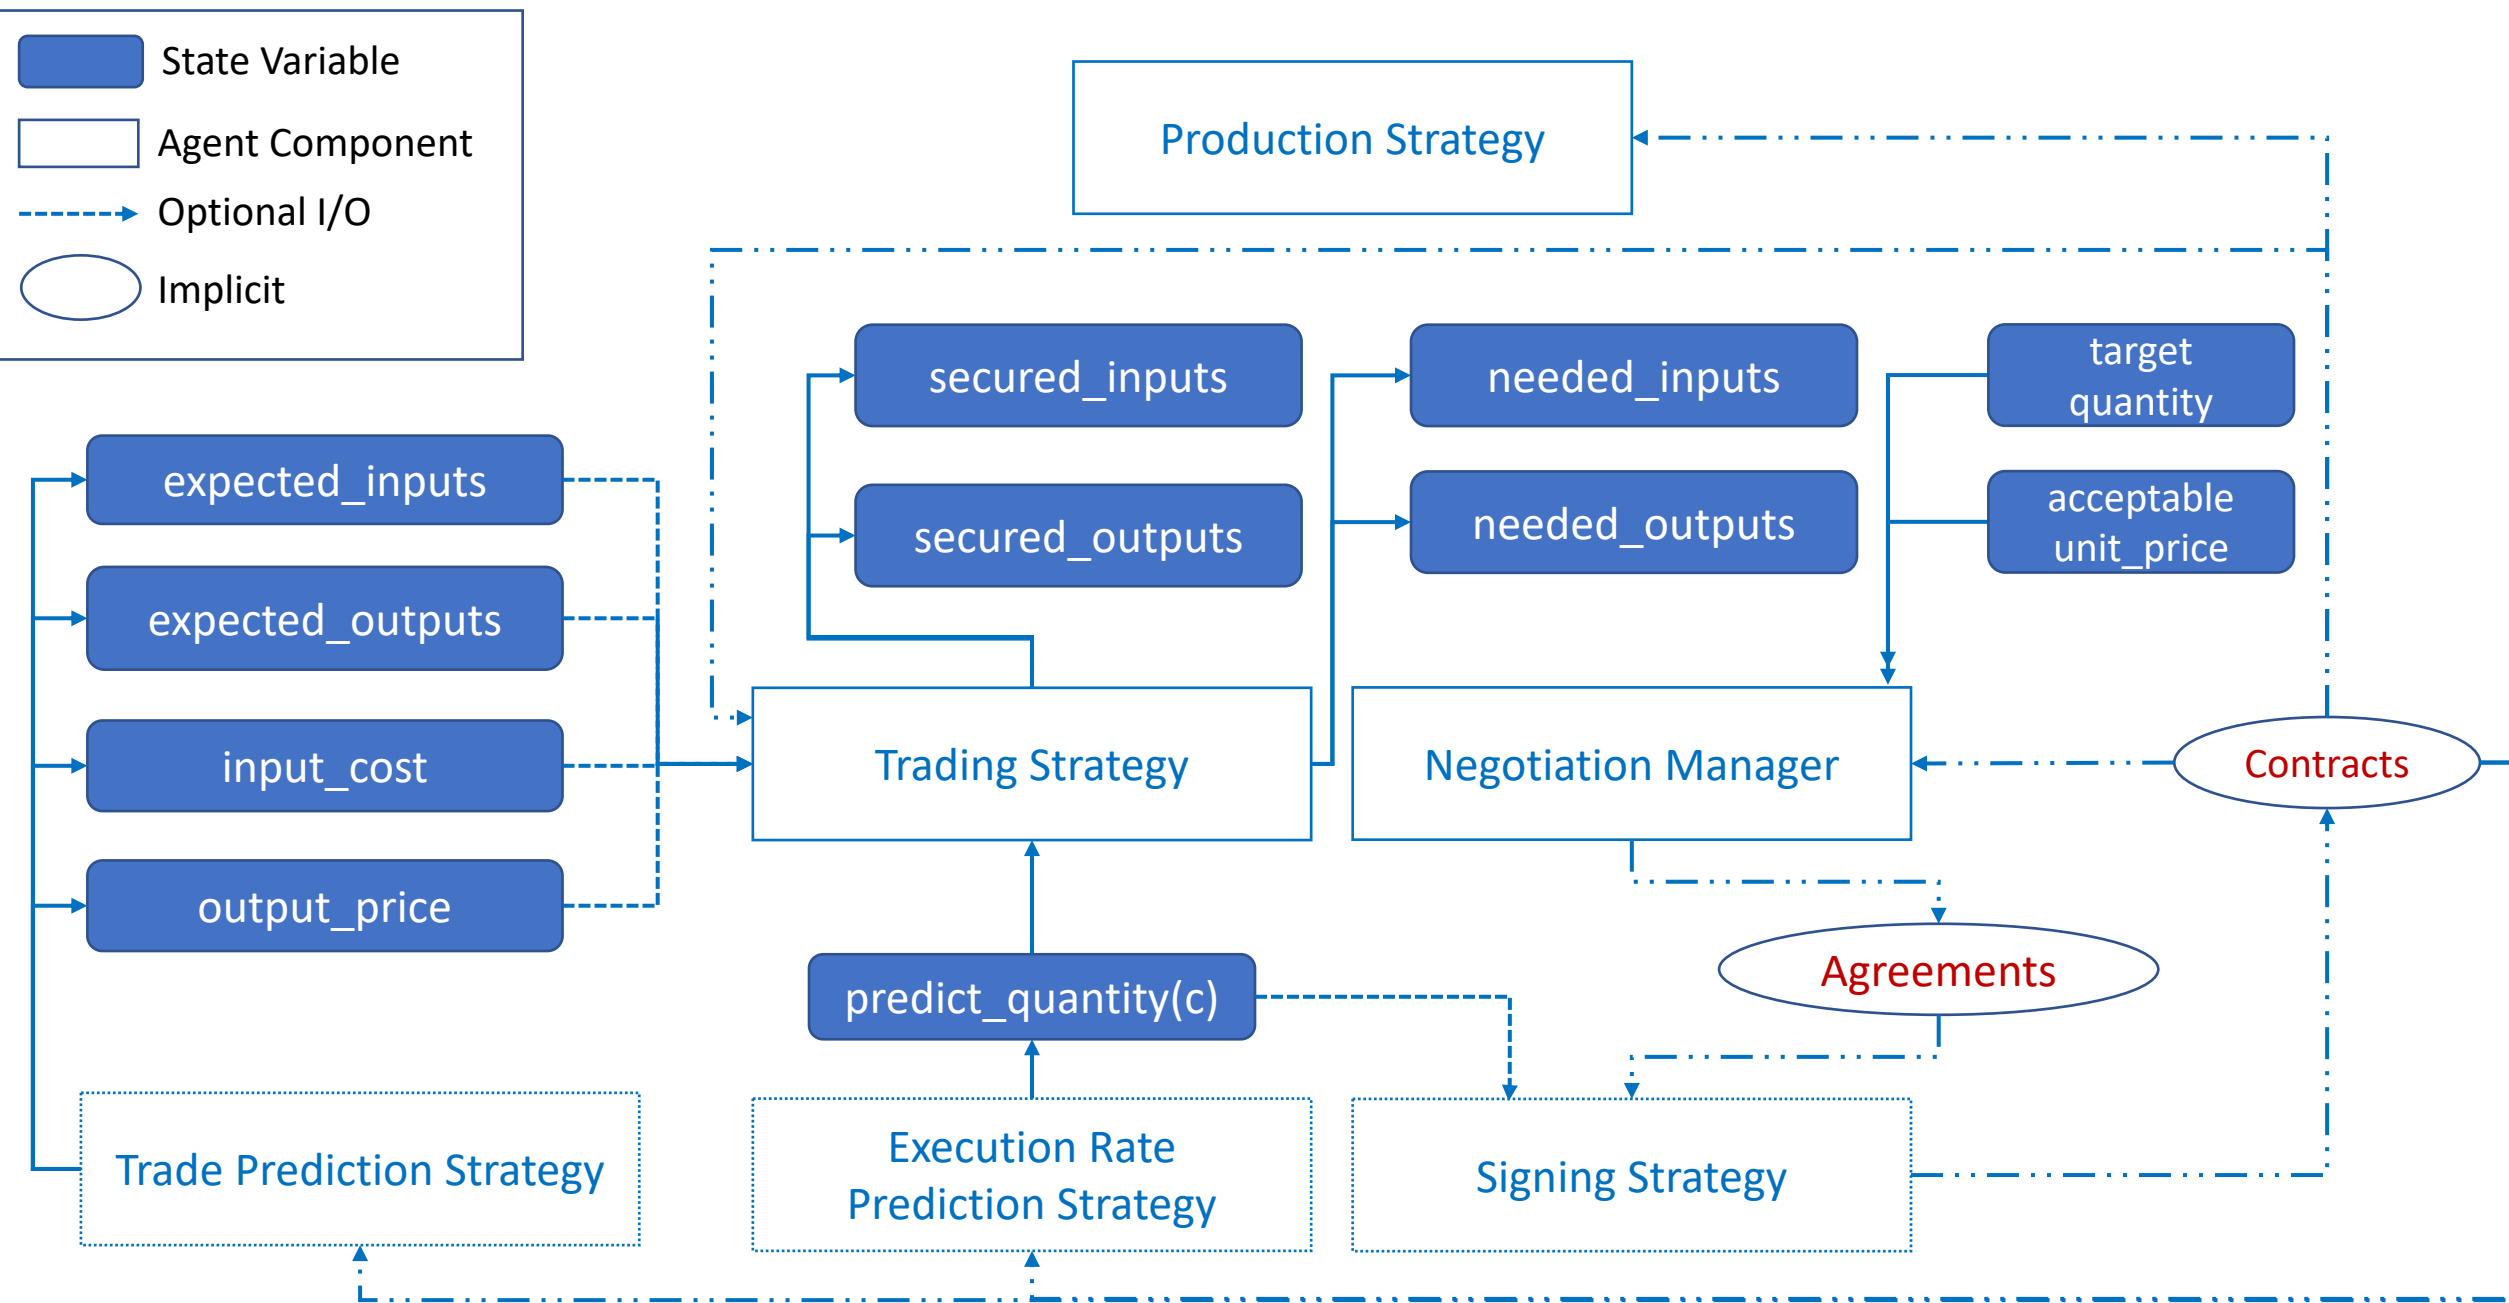 State Variable
Agent Component
Optional I/O
Implicit
Production Strategy
secured_inputs
needed_inputs
target
quantity
expected_inputs
secured_outputs
needed_outputs
acceptable
unit_price
expected_outputs
input_cost
Trading Strategy
Negotiation Manager
Contracts
output_price
predict_quantity(c)
Agreements
Trade Prediction Strategy
Execution Rate
Prediction Strategy
Signing Strategy